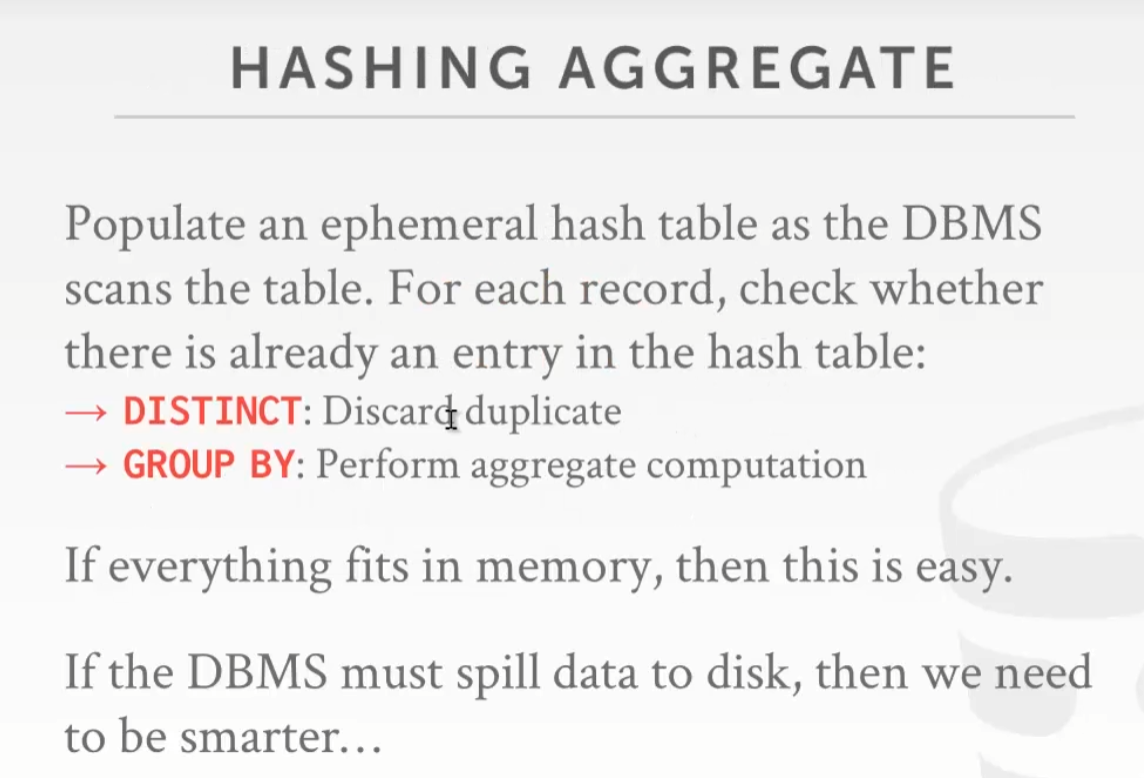 HASHING AGGREGATE
Populate an ephemeral hash table as the DBMS
scans the table. For each record, check whether
there is already an entry in the hash table:
→ DISTINCT: Discard duplicate
→ GROUP BY: Perform aggregate computation
If everything fits in memory, then this is easy.
If the DBMS must spill data to disk, then we need
to be smarter…